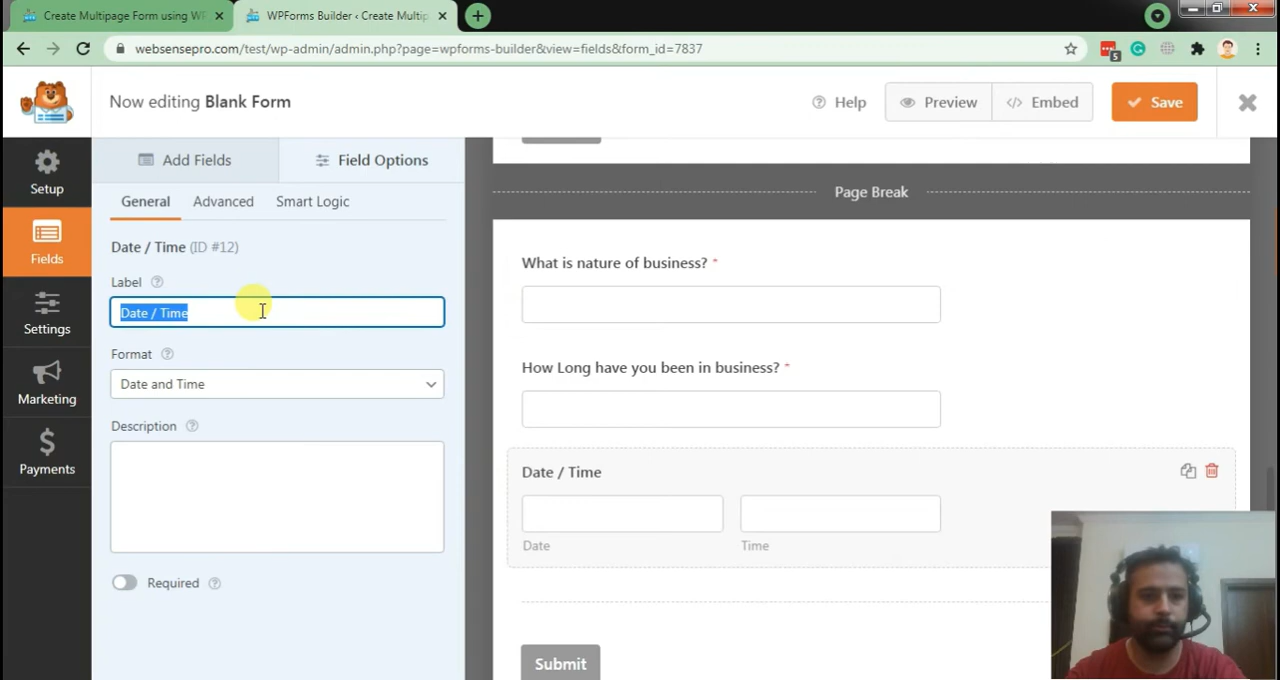 Create Multipage Form using WP
WPForms Builder ‹ Create Multip
websensepro.com/test/wp-admin/admin.php?page=wpforms-builder&view=fields&form_id=7837
5
Now editing Blank Form
Help
Preview
</> Embed
Save
Setup
Fields
Settings
Marketing
Payments
Add Fields
Field Options
General
Advanced
Smart Logic
Date / Time (ID #12)
Label
Date / Time
Format
Date and Time
Description
Required
Page Break
What is nature of business? *
How Long have you been in business? *
Date / Time
Date
Time
Submit